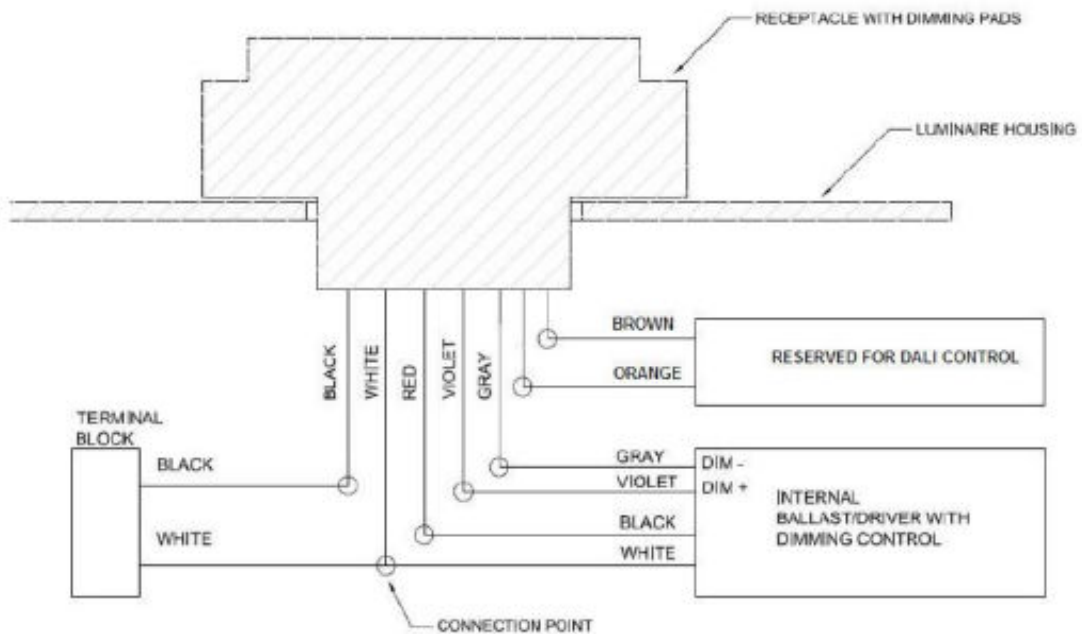 RECEPTACLE WITH DIMMING PADS
LUMINAIRE HOUSING
BLACK
WHITE
RED
VIOLET
GRAY
BROWN
ORANGE
RESERVED FOR DALI CONTROL
TERMINAL
BLOCK
BLACK
WHITE
GRAY
VIOLET
BLACK
WHITE
DIM -
DIM +
INTERNAL
BALLAST/DRIVER WITH
DIMMING CONTROL
CONNECTION POINT